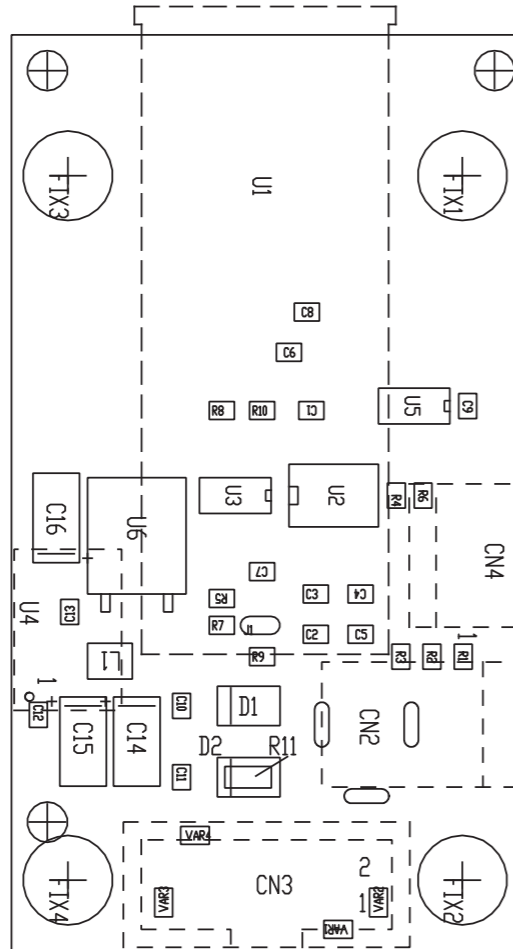 FIX3
U1
FIX1
C8
C6
R8
R10
C1
U5
C9
C16
U6
U3
U2
R4
R6
CN4
C7
C13
U4
R5
C3
C4
R7
J1
C2
C5
1
L1
R9
R3
R2
R1
1
C12
C15
C14
C10
D1
CN2
D2
R11
C11
VAR4
FIX4
VAR3
CN3
2
1
VAR2
FIX2
VAR1